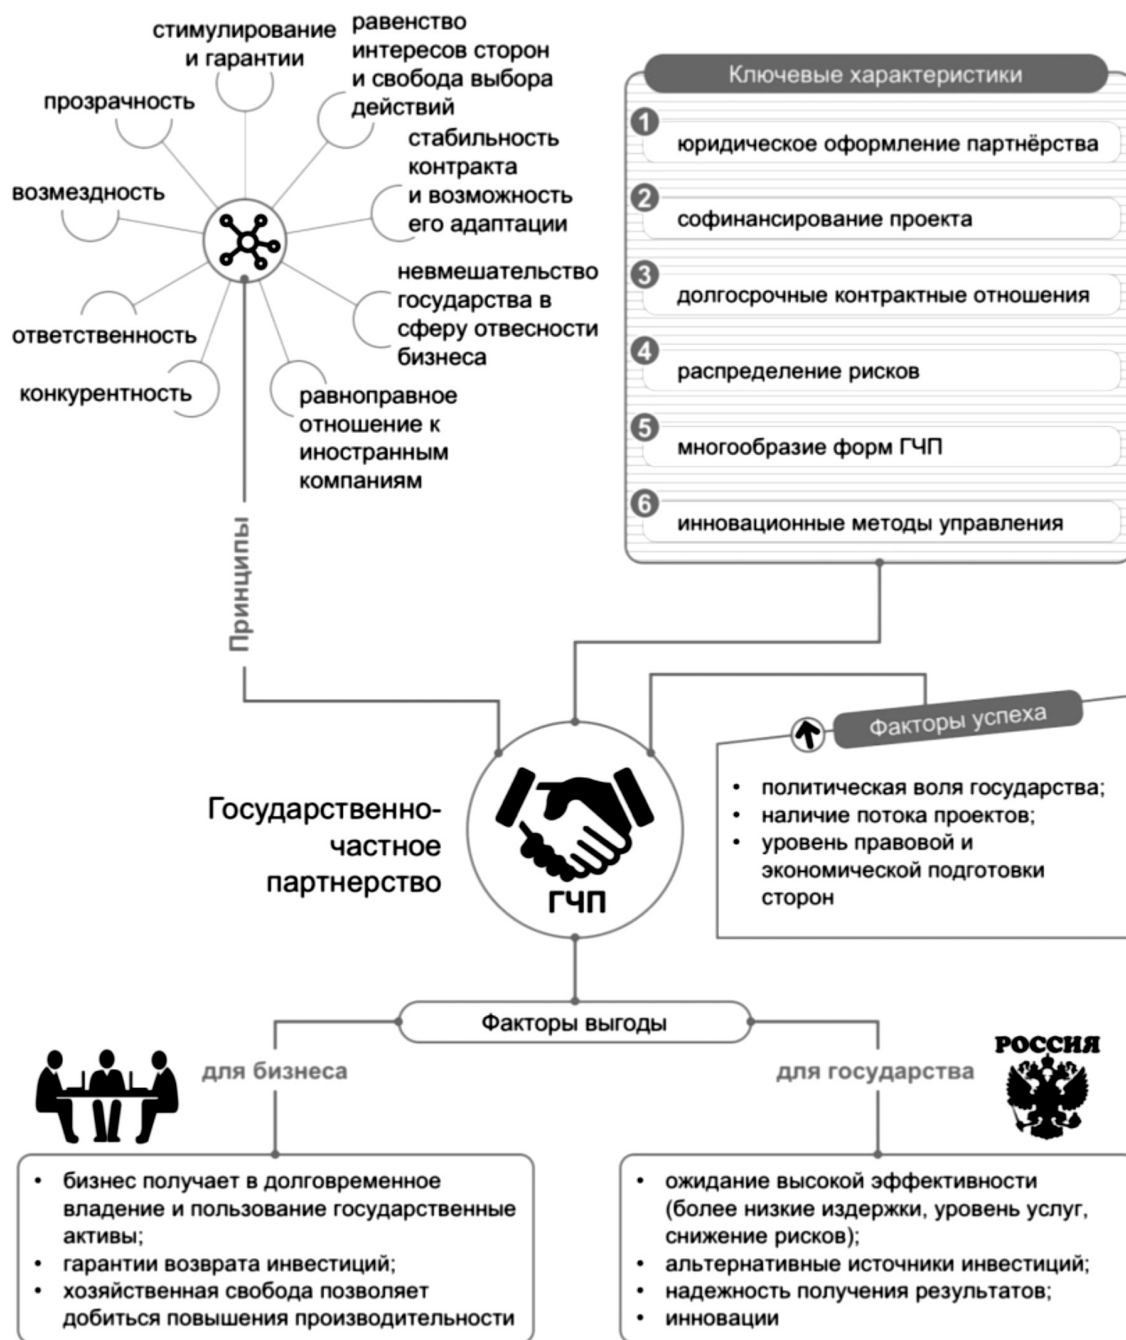 стимулирование
и гарантии
равенство
интересов сторон
и свобода выбора
действий
прозрачность
стабильность
контракта
и возможность
его адаптации
возмездность
невмешательство
государства в
сферу отвесности
бизнеса
ответственность
конкурентность
равноправное
отношение к
иностранным
компаниям
Принципы
Ключевые характеристики
1 юридическое оформление партнёрства
2 софинансирование проекта
3 долгосрочные контрактные отношения
4 распределение рисков
5 многообразие форм ГЧП
6 инновационные методы управления
Факторы успеха
• политическая воля государства;
• наличие потока проектов;
• уровень правовой и
экономической подготовки
сторон
Государственно-
частное
партнерство
ГЧП
Факторы выгоды
для бизнеса
• бизнес получает в долговременное
владение и пользование государственные
активы;
• гарантии возврата инвестиций;
• хозяйственная свобода позволяет
добиться повышения производительности
для государства
РОССИЯ
• ожидание высокой эффективности
(более низкие издержки, уровень услуг,
снижение рисков);
• альтернативные источники инвестиций;
• надежность получения результатов;
• инновации